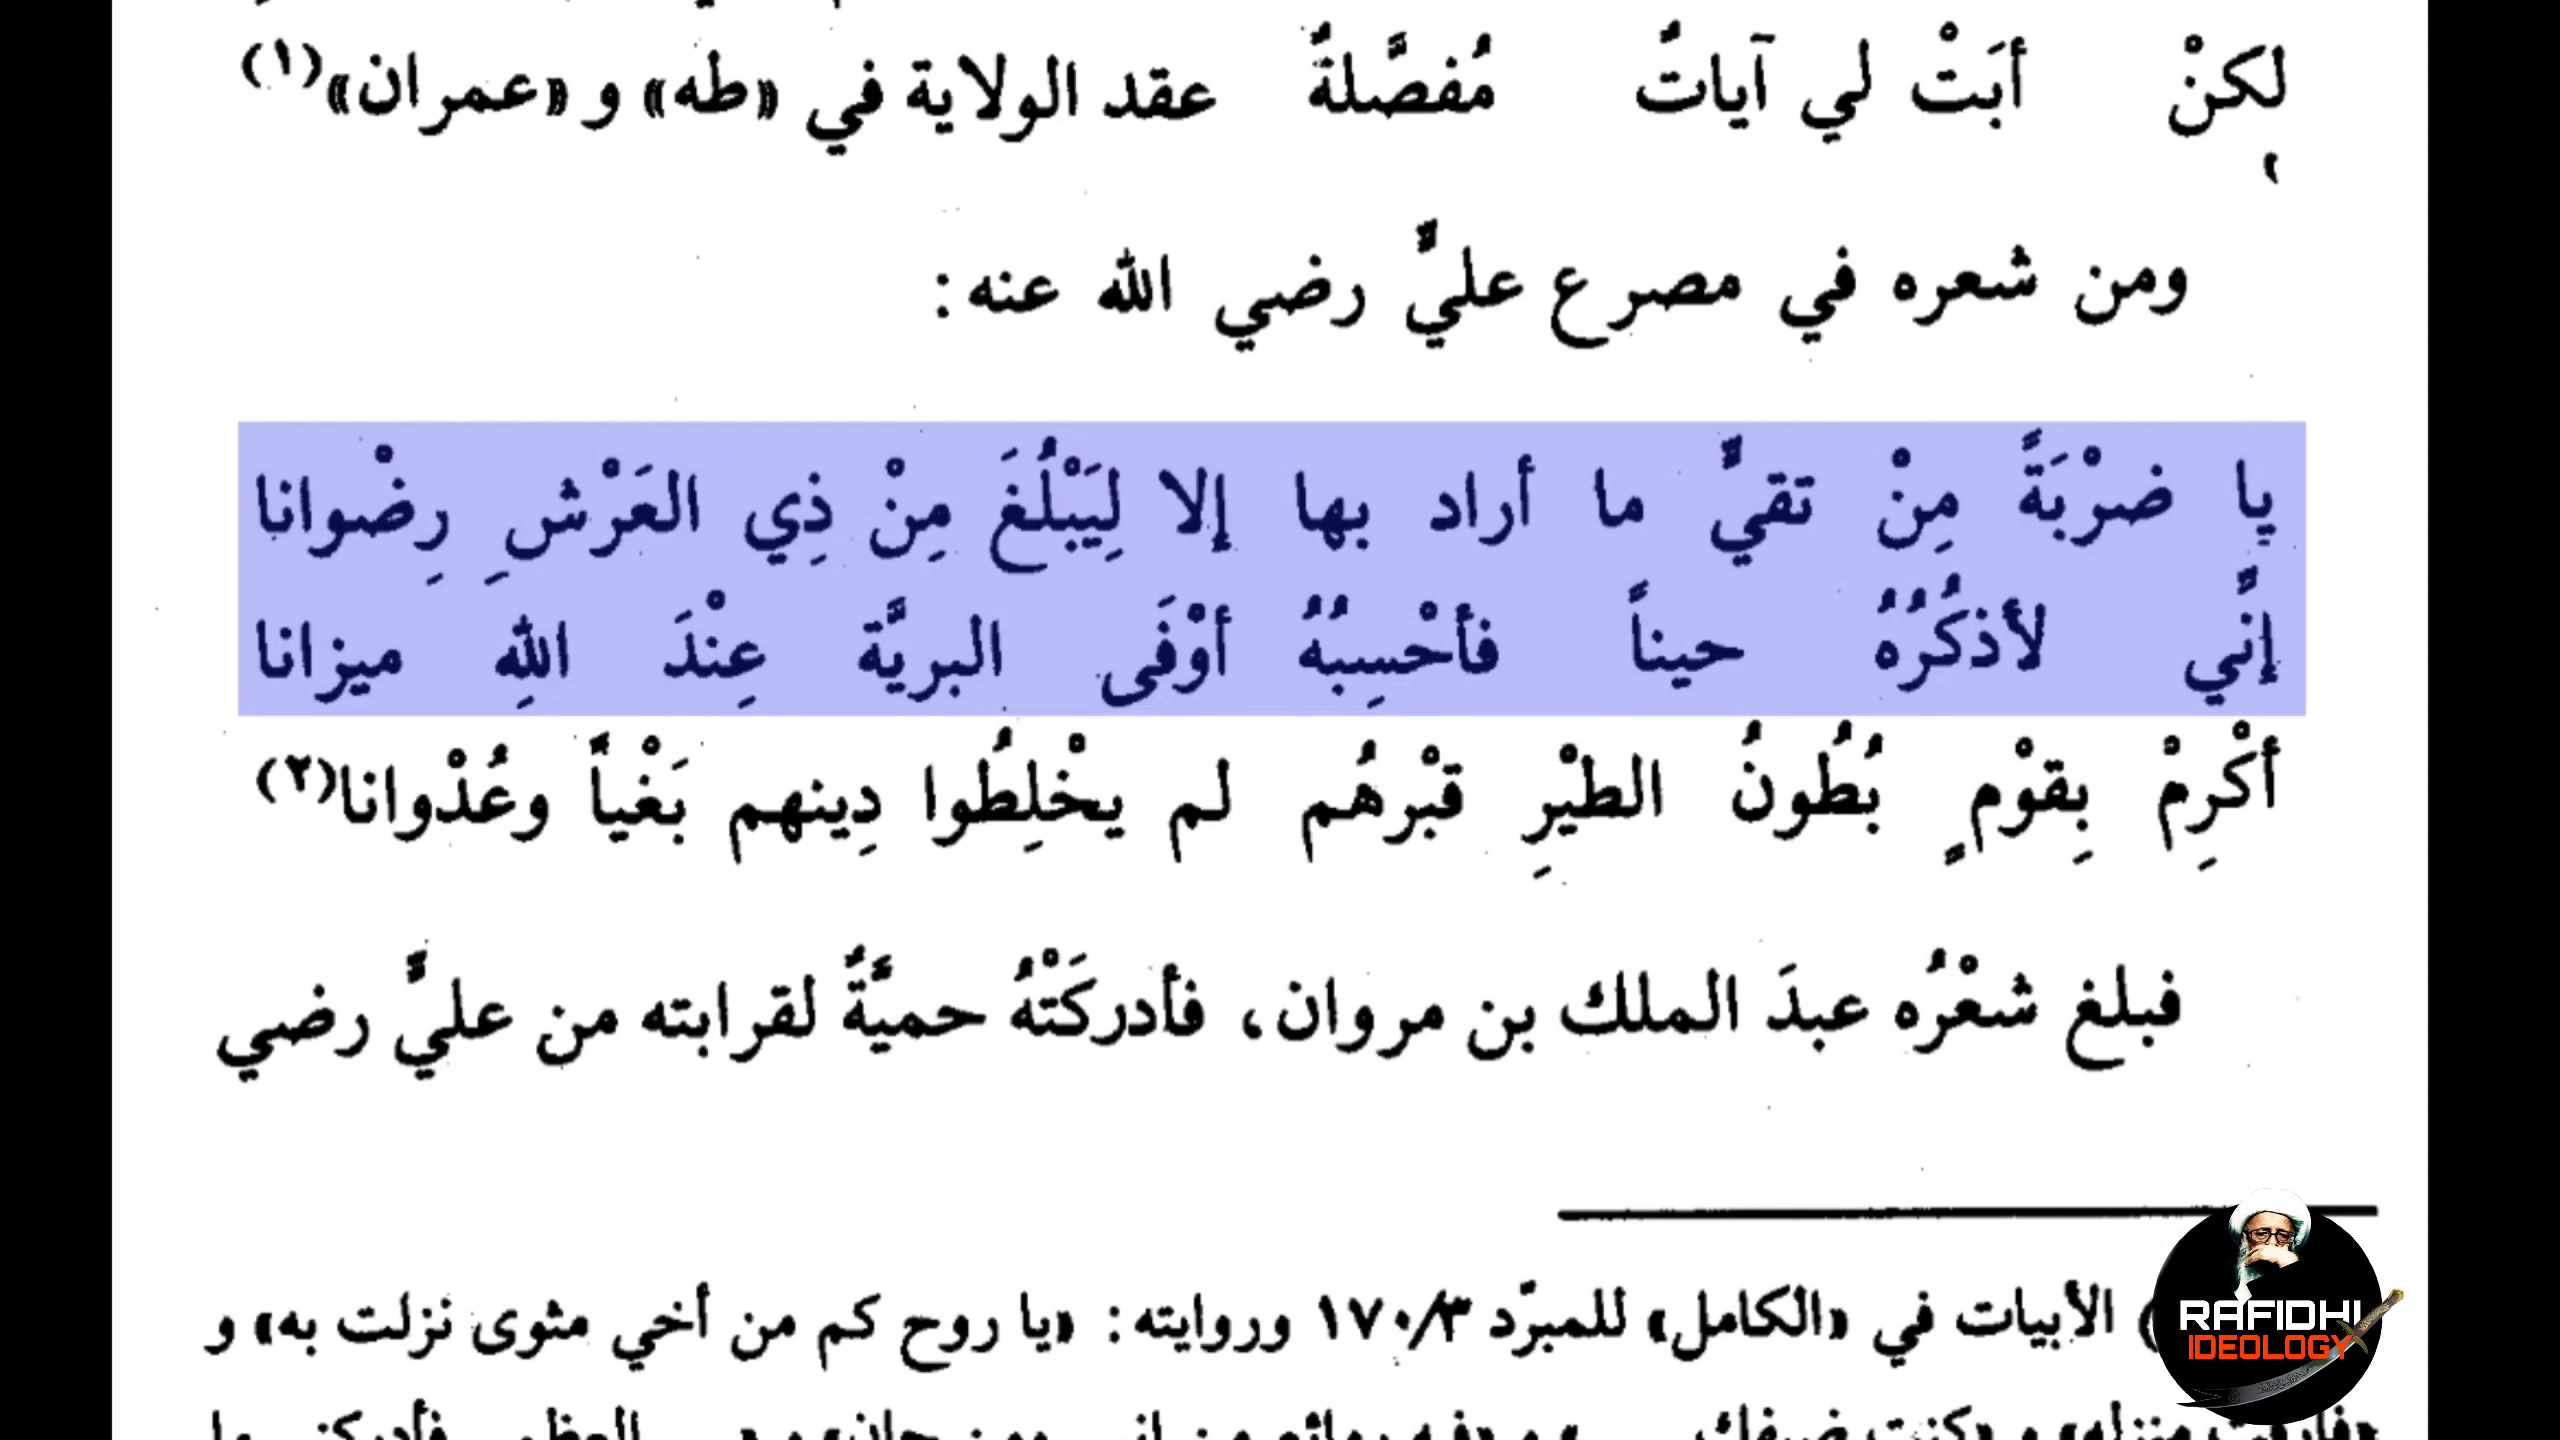 لكنْ أبَتْ لي آياتٌ مُفصَّلةٌ عقد الولاية في «طه» و «عمران»(١)
ومن شعره في مصرع عليٍّ رضي الله عنه:
يا ضرْبَةً مِنْ تقيٍّ ما أراد بها إلا لِيَبْلُغَ مِنْ ذِي العَرْشِ رِضْوانا
إنِّي لأذكُرُهُ حيناً فأحْسِبُهُ أوْفَى البريَّة عِنْدَ اللهِ ميزانا
أكْرِمْ بِقوْمٍ بُطُونُ الطيْرِ قبْرهُم لم يخْلِطُوا دِينهم بَغْياً وعُدْوانا(٢)
فبلغ شعْرُه عبدَ الملك بن مروان، فأدركَتْهُ حميَّةٌ لقرابته من عليٍّ رضي
) الأبيات في «الكامل» للمبرّد ١٧٠/٣ وروايته: «يا روح كم من أخي مثوى نزلت به» و
RAFIDHI
IDEOLOGY